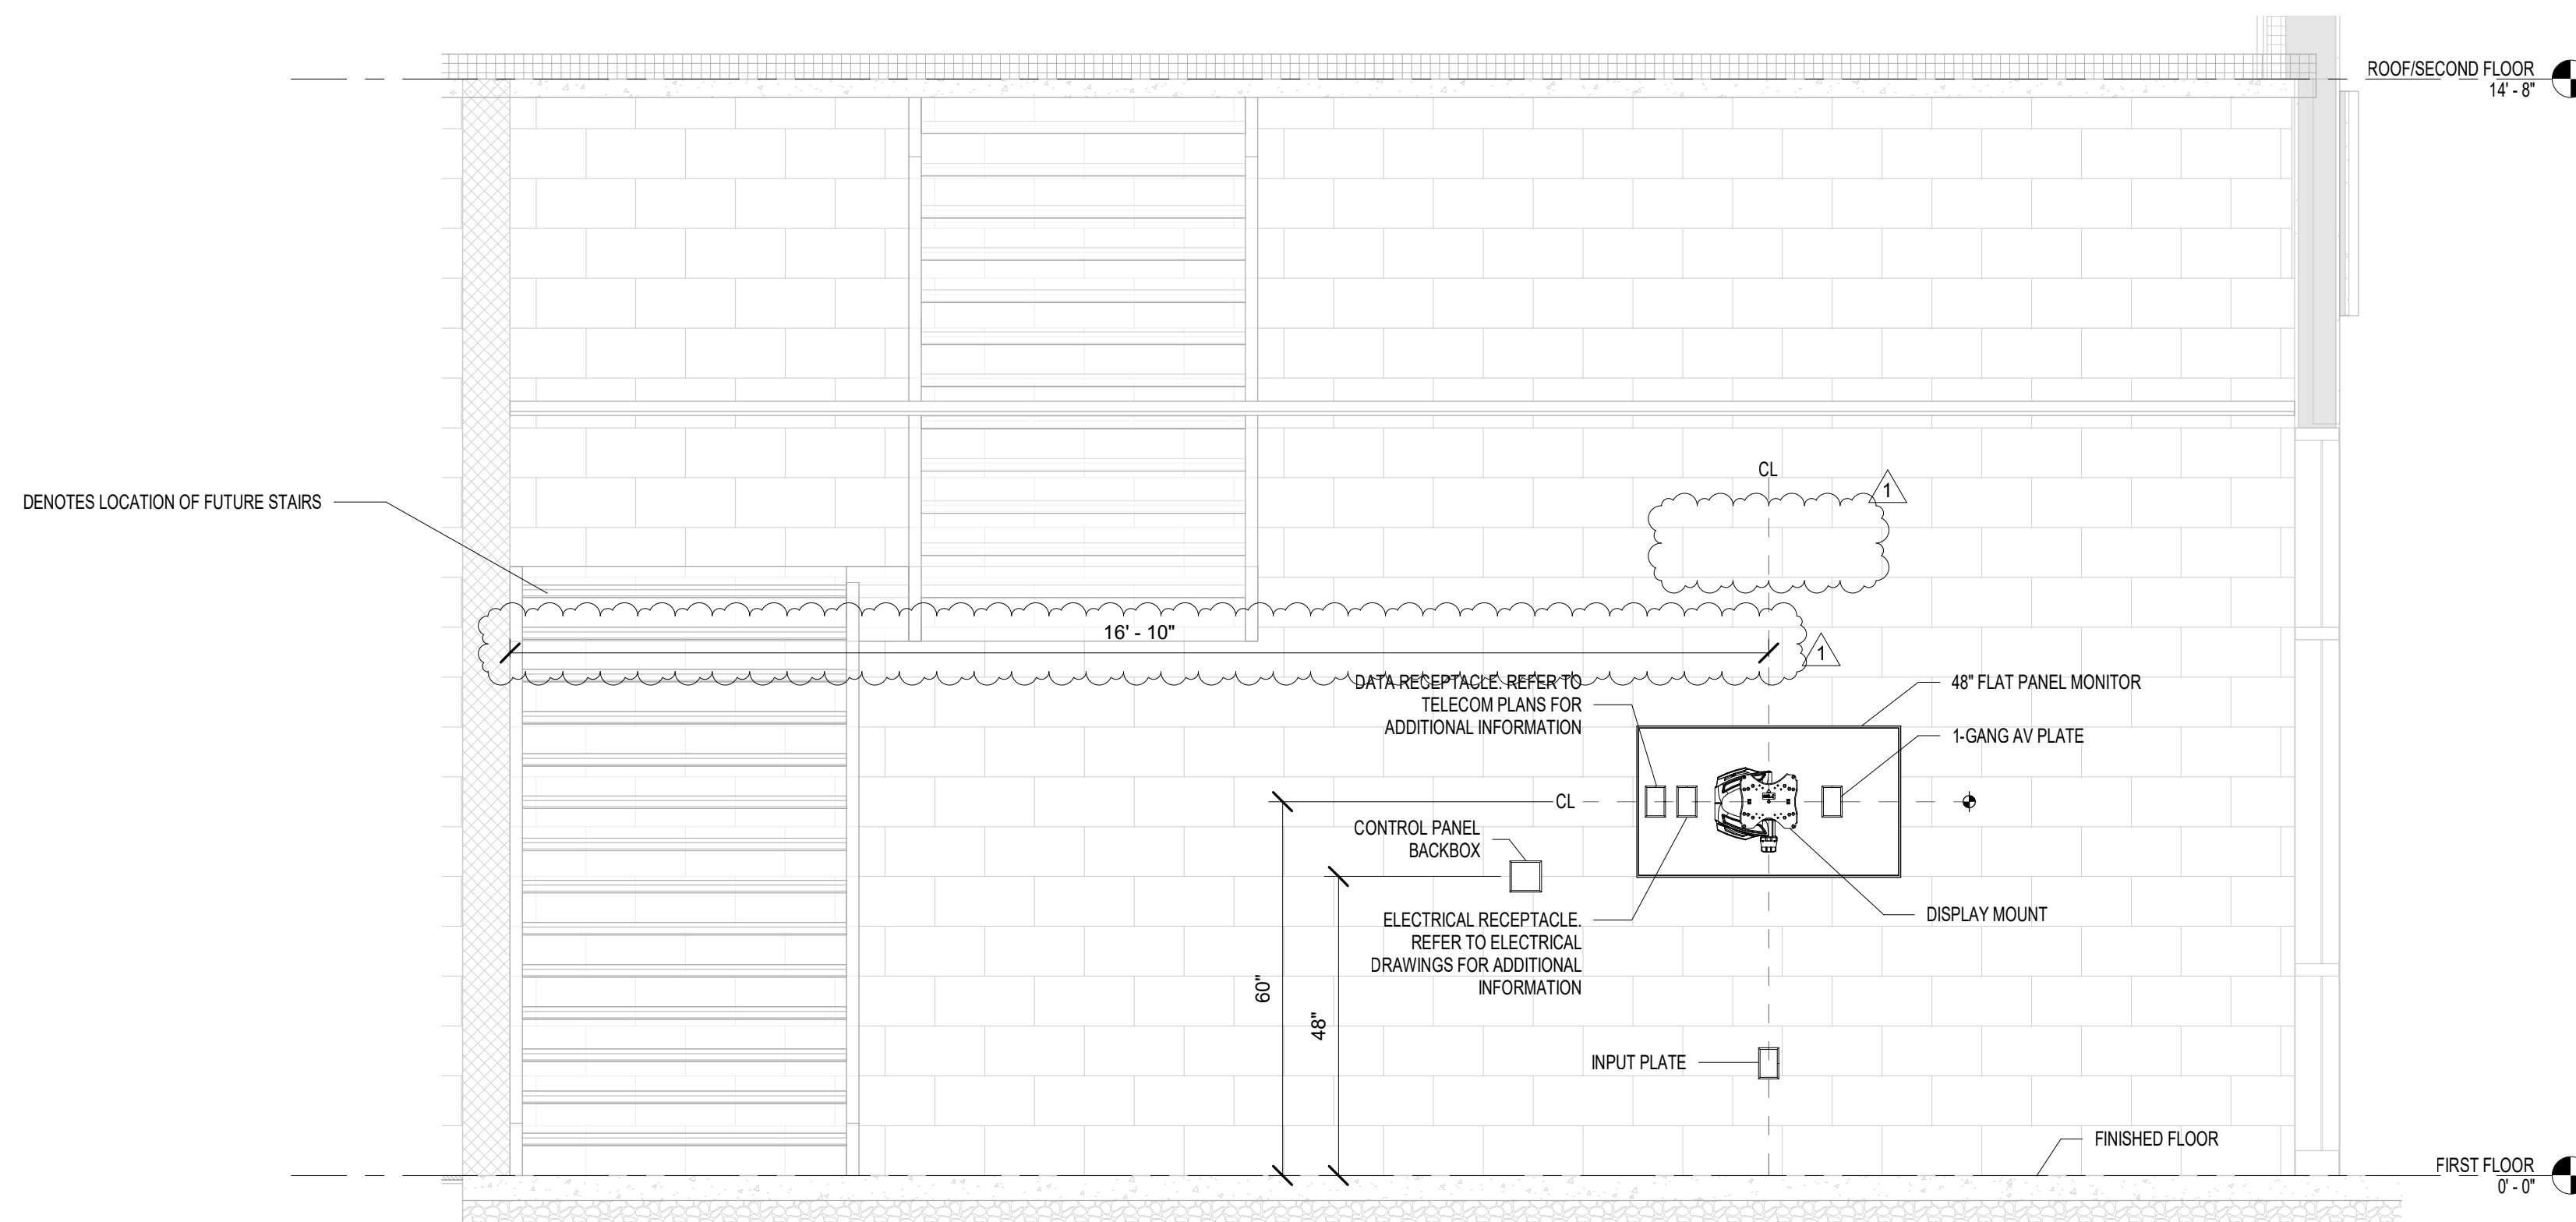 ROOF/SECOND FLOOR
14' - 8"
CL
1
DENOTES LOCATION OF FUTURE STAIRS
16' - 10"
1
DATA RECEPTACLE. REFER TO
TELECOM PLANS FOR
ADDITIONAL INFORMATION
48" FLAT PANEL MONITOR
1-GANG AV PLATE
CL
CONTROL PANEL
BACKBOX
ELECTRICAL RECEPTACLE.
REFER TO ELECTRICAL
DRAWINGS FOR ADDITIONAL
INFORMATION
DISPLAY MOUNT
60"
48"
INPUT PLATE
FINISHED FLOOR
FIRST FLOOR
0' - 0"